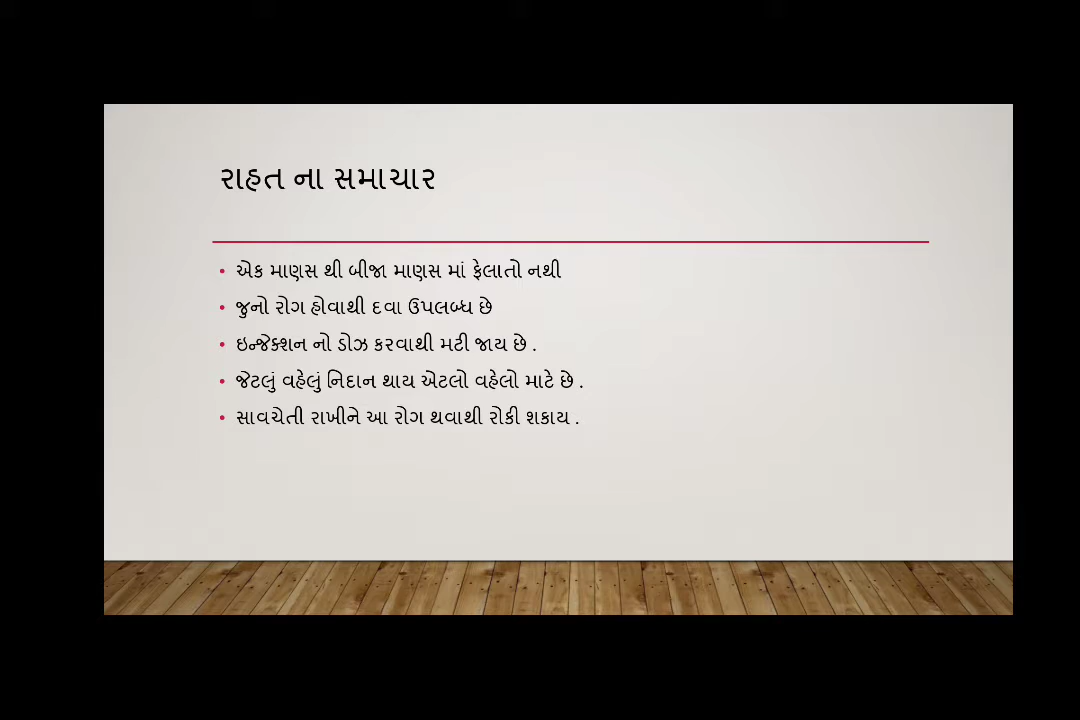 રાહત ના સમાચાર
• એક માણસ થી બીજા માણસ માં ફેલાતો નથી
• જુનો રોગ હોવાથી દવા ઉપલબ્ધ છે
• ઇન્જેક્શન નો ડોઝ કરવાથી મટી જાય છે .
• જેટલું વહેલું નિદાન થાય એટલો વહેલો માટે છે .
• સાવચેતી રાખીને આ રોગ થવાથી રોકી શકાય .